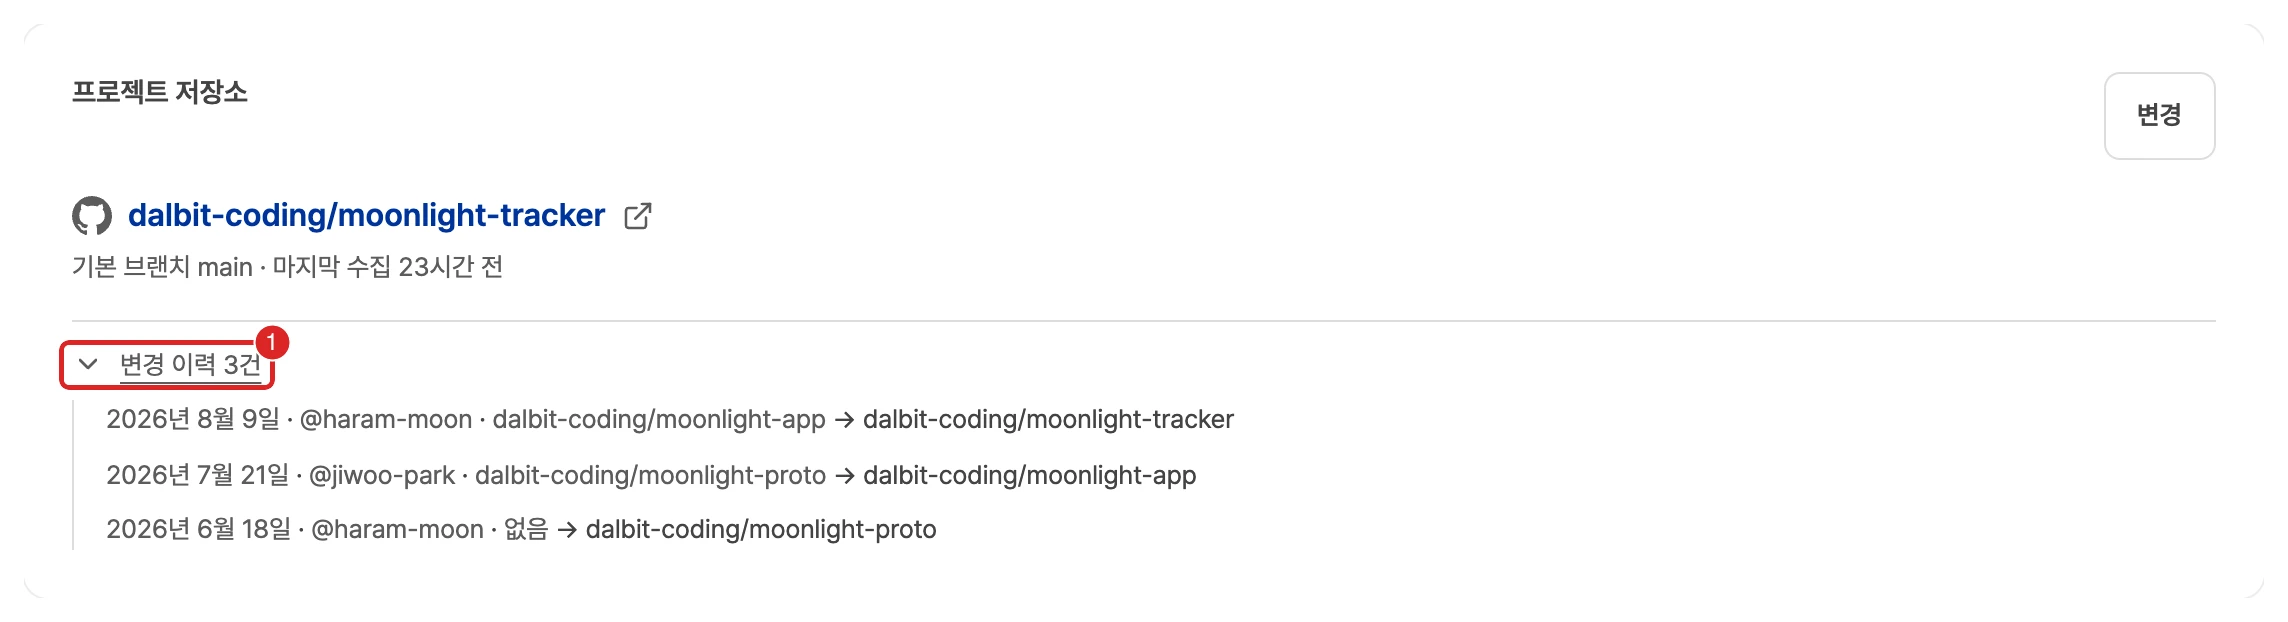 프로젝트 저장소
변경
dalbit-coding/moonlight-tracker
기본 브랜치 main · 마지막 수집 23시간 전
1
변경 이력 3건
2026년 8월 9일 · @haram-moon · dalbit-coding/moonlight-app → dalbit-coding/moonlight-tracker
2026년 7월 21일 · @jiwoo-park · dalbit-coding/moonlight-proto → dalbit-coding/moonlight-app
2026년 6월 18일 · @haram-moon · 없음 → dalbit-coding/moonlight-proto